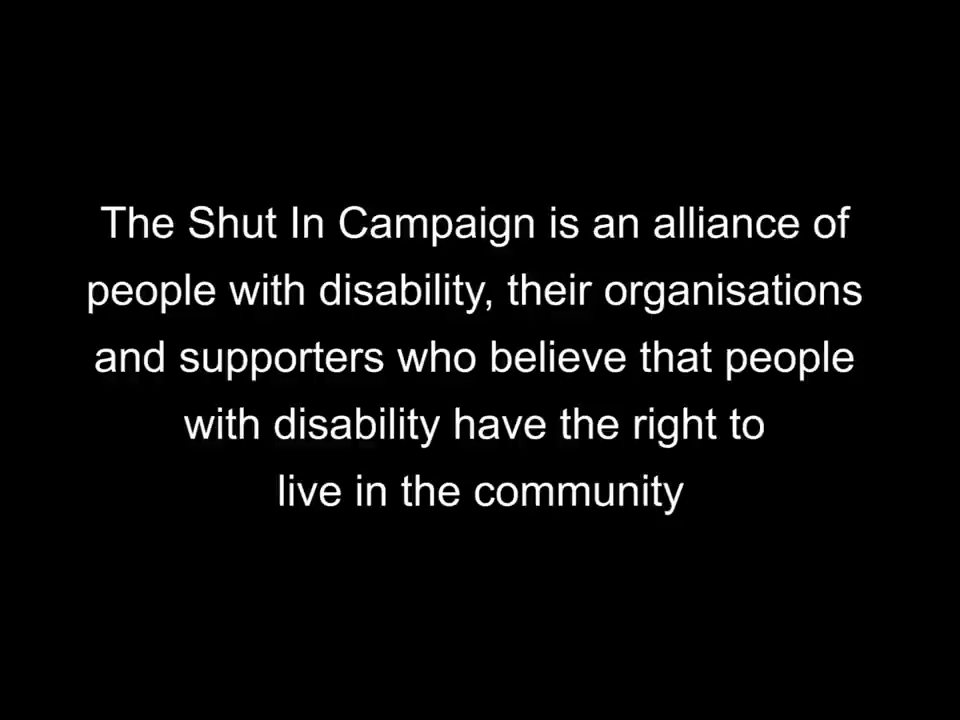 The Shut In Campaign is an alliance of
people with disability, their organisations
and supporters who believe that people
with disability have the right to
live in the community